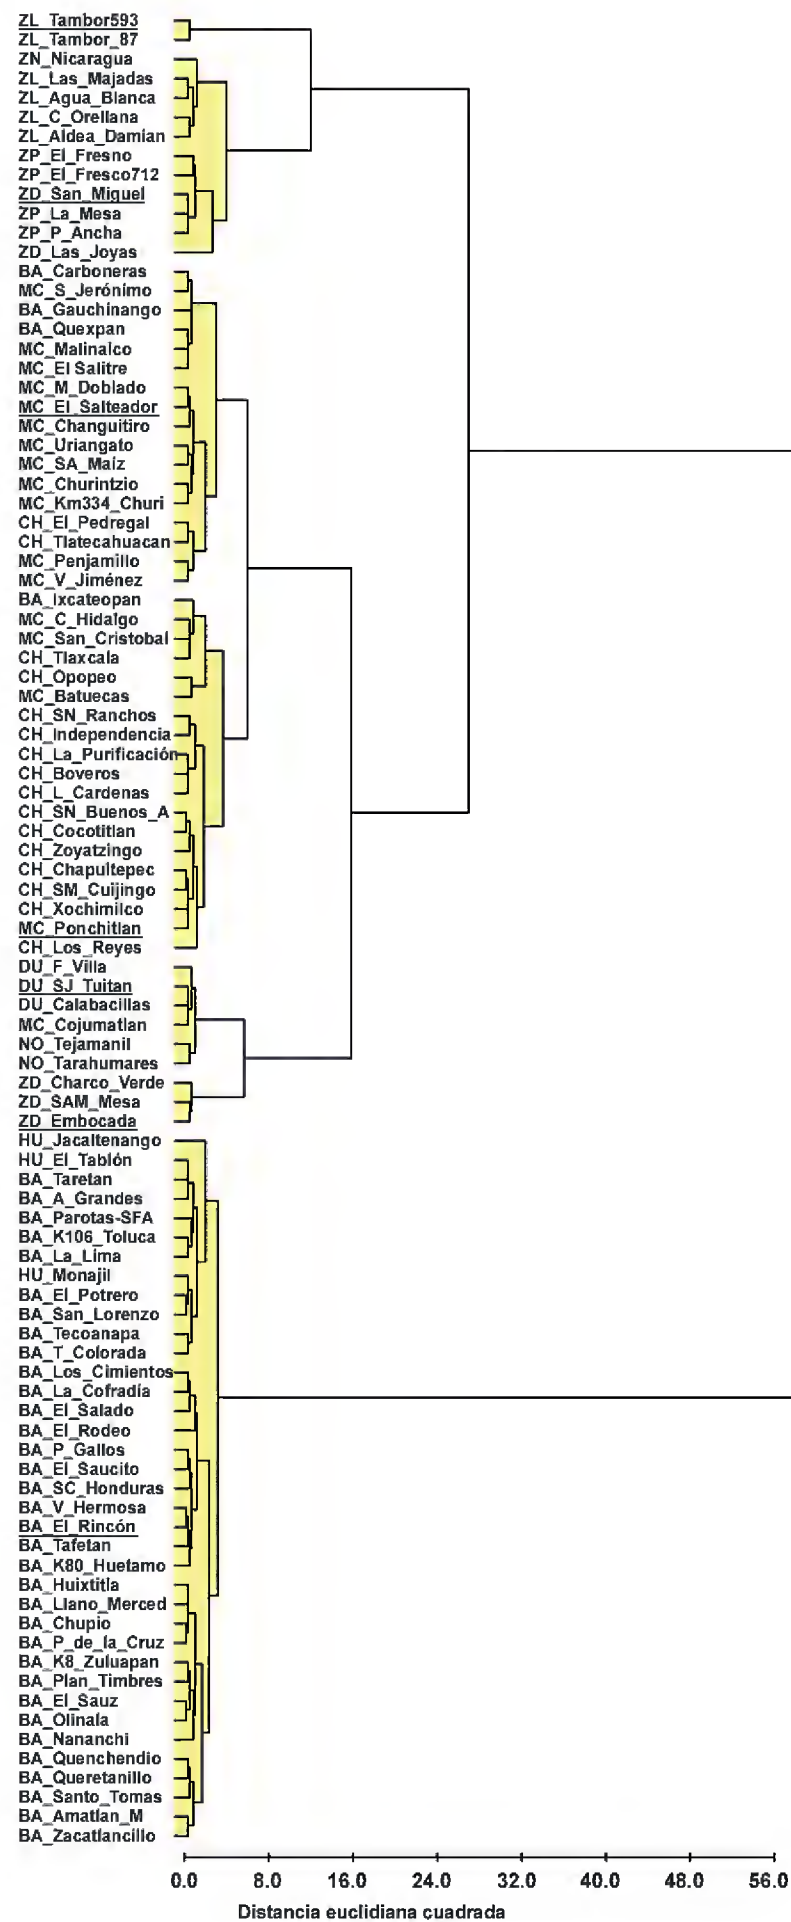 ZL_Tambor593
ZL_Tambor_87
ZN_Nicaragua
ZL_Las_Majadas
ZL_Agua_Blanca
ZL_C_Orellana
ZL_Aldea_Damian
ZP_El_Fresno
ZP_El_Fresco712
ZD_San_Miguel
ZP_La_Mesa
ZP_P_Ancha
ZD_Las_Joyas
BA_Carboneras
MC_S_Jerónimo
BA_Gauchinango
BA_Quexpan
MC_Malinalco
MC_El Salitre
MC_M_Doblado
MC_El_Salteador
MC_Changuitiro
MC_Uriangato
MC_SA_Maíz
MC_Churintzio
MC_Km334_Churi
CH_El_Pedregal
CH_Tlatecahuacan
MC_Penjamillo
MC_V_Jiménez
BA_Ixcateopan
MC_C_Hidalgo
MC_San_Cristobal
CH_Tlaxcala
CH_Opopeo
MC_Batuecas
CH_SN_Ranchos
CH_Independencia
CH_La_Purificación
CH_Boveros
CH_L_Cardenas
CH_SN_Buenos_A
CH_Cocotitlan
CH_Zoyatzingo
CH_Chapultepec
CH_SM_Cuijingo
CH_Xochimilco
MC_Ponchitlan
CH_Los_Reyes
DU_F_Villa
DU_SJ_Tuitan
DU_Calabacillas
MC_Cojumatlan
NO_Tejamanil
NO_Tarahumares
ZD_Charco_Verde
ZD_SAM_Mesa
ZD_Embocada
HU_Jacaltenango
HU_El_Tablón
BA_Taretan
BA_A_Grandes
BA_Parotas-SFA
BA_K106_Toluca
BA_La_Lima
HU_Monajil
BA_El_Potrero
BA_San_Lorenzo
BA_Tecoanapa
BA_T_Colorada
BA_Los_Cimientos
BA_La_Cofradía
BA_El_Salado
BA_El_Rodeo
BA_P_Gallos
BA_El_Saucito
BA_SC_Honduras
BA_V_Hermosa
BA_El_Rincón
BA_Tafetan
BA_K80_Huetamo
BA_Huixtitla
BA_Llano_Merced
BA_Chupio
BA_P_de_la_Cruz
BA_K8_Zuluapan
BA_Plan_Timbres
BA_El_Sauz
BA_Olinala
BA_Nananchi
BA_Quenchendio
BA_Queretanillo
BA_Santo_Tomas
BA_Amatlan_M
BA_Zacatlancillo
0.0 8.0 16.0 24.0 32.0 40.0 48.0 56.0
Distancia euclidiana cuadrada